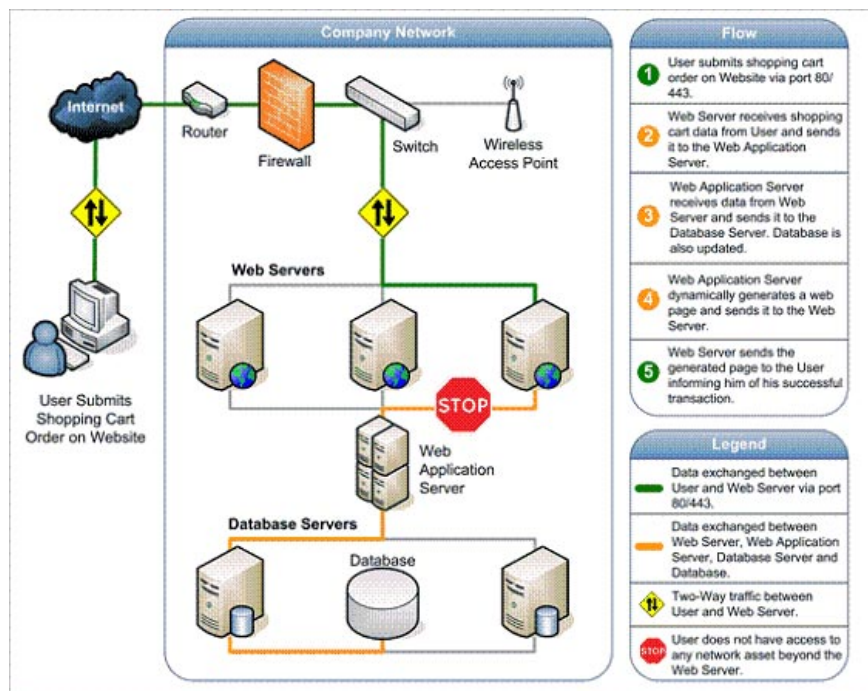 Company Network
Internet
Router
Firewall
Switch
Wireless
Access Point
Web Servers
User Submits
Shopping Cart
Order on Website
STOP
Web
Application
Server
Database Servers
Database
Flow
1
User submits shopping cart
order on Website via port 80/
443.
2
Web Server receives shopping
cart data from User and sends
it to the Web Application
Server.
3
Web Application Server
receives data from Web
Server and sends it to the
Database Server. Database is
also updated.
4
Web Application Server
dynamically generates a web
page and sends it to the Web
Server.
5
Web Server sends the
generated page to the User
informing him of his successful
transaction.
Legend
Data exchanged between
User and Web Server via port
80/443.
Data exchanged between
Web Server, Web Application
Server, Database Server and
Database.
Two-Way traffic between
User and Web Server.
STOP
User does not have access to
any network asset beyond the
Web Server.